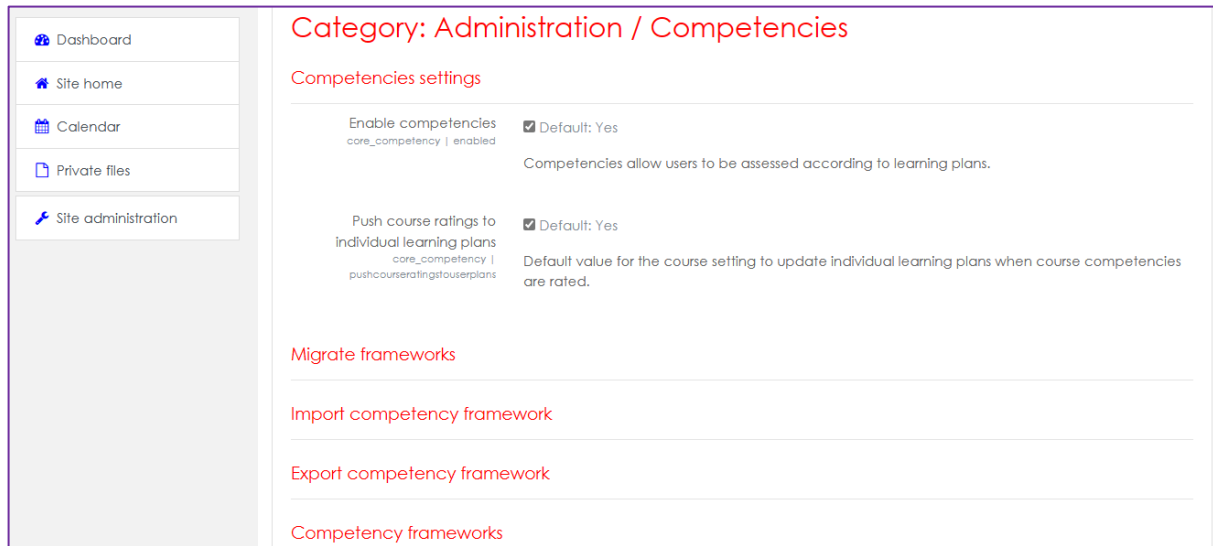 Dashboard
Site home
Calendar
Private files
Site administration
Category: Administration / Competencies
Competencies settings
Enable competencies
core_competency | enabled
Default: Yes
Competencies allow users to be assessed according to learning plans.
Push course ratings to
individual learning plans
core_competency |
pushcourseratingstouserplans
Default: Yes
Default value for the course setting to update individual learning plans when course competencies
are rated.
Migrate frameworks
Import competency framework
Export competency framework
Competency frameworks